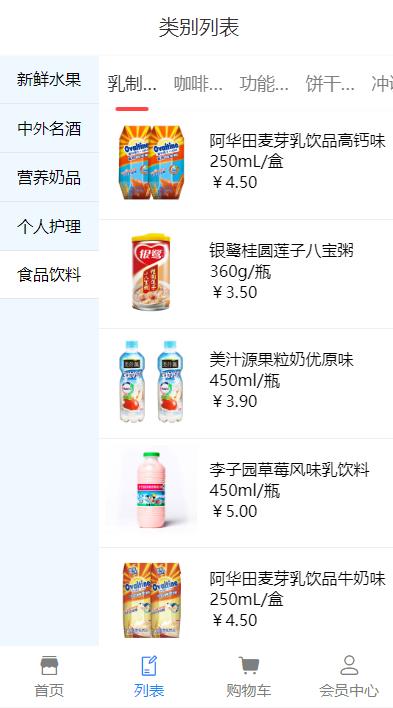 类别列表
新鲜水果
中外名酒
营养奶品
个人护理
食品饮料
乳制... 咖啡... 功能... 饼干... 冲
Ovaltine
阿华田麦芽乳饮品高钙味
250mL/盒
￥4.50
银鹭
银鹭桂圆莲子八宝粥
360g/瓶
￥3.50
美汁源果粒奶优原味
450ml/瓶
￥3.90
李子园草莓风味乳饮料
450ml/瓶
￥5.00
Ovaltine
阿华田麦芽乳饮品牛奶味
250mL/盒
￥4.50
首页 列表 购物车 会员中心